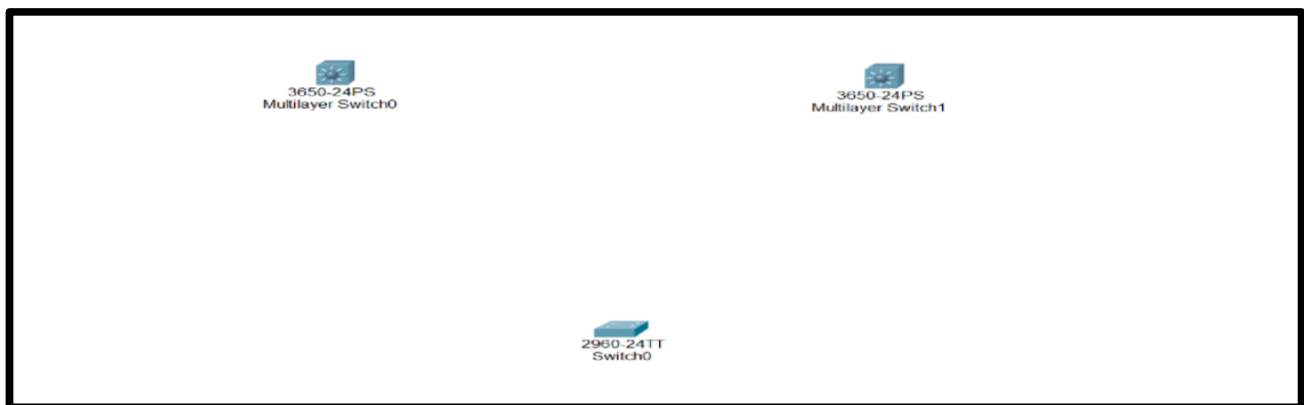 3650-24PS
Multilayer Switch0
3650-24PS
Multilayer Switch1
2960-24TT
Switch0